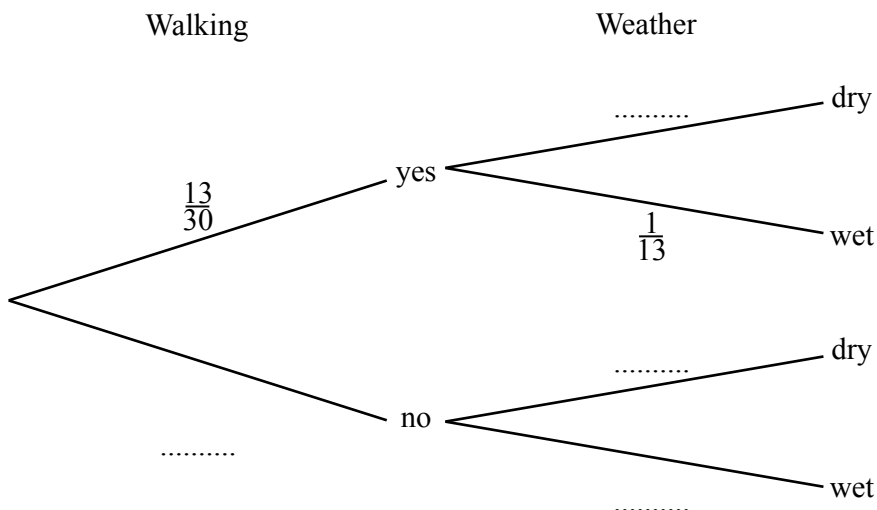 Walking Weather
dry
..........
yes
13
30
wet
1
13
dry
..........
no
..........
wet
..........